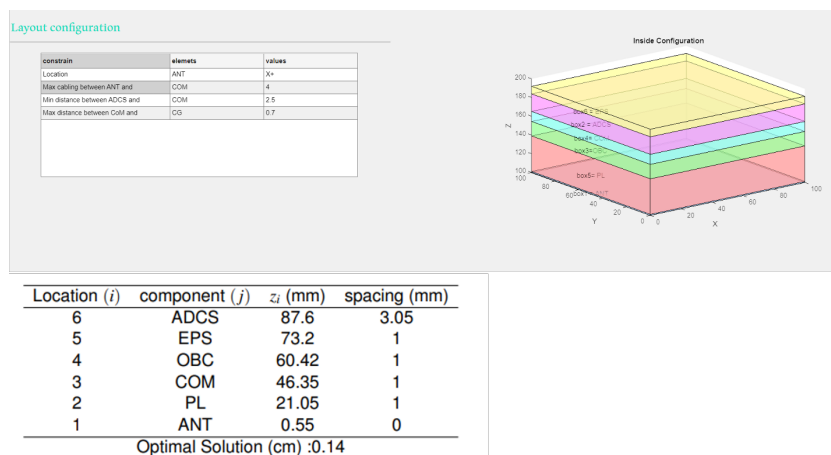 Layout configuration
constrain elemets values
Location ANT X+
Max cabling between ANT and COM 4
Min distance between ADCS and COM 2.5
Max distance between CoM and CG 0.7
Inside Configuration
200
180
160
140
120
100
Z
100
80
60
40
20
0
Y
0
20
40
60
80
100
X
box2 = ADCS
box3=OBC
box5= PL
Location (i) component (j) zi (mm) spacing (mm)
6 ADCS 87.6 3.05
5 EPS 73.2 1
4 OBC 60.42 1
3 COM 46.35 1
2 PL 21.05 1
1 ANT 0.55 0
Optimal Solution (cm) :0.14